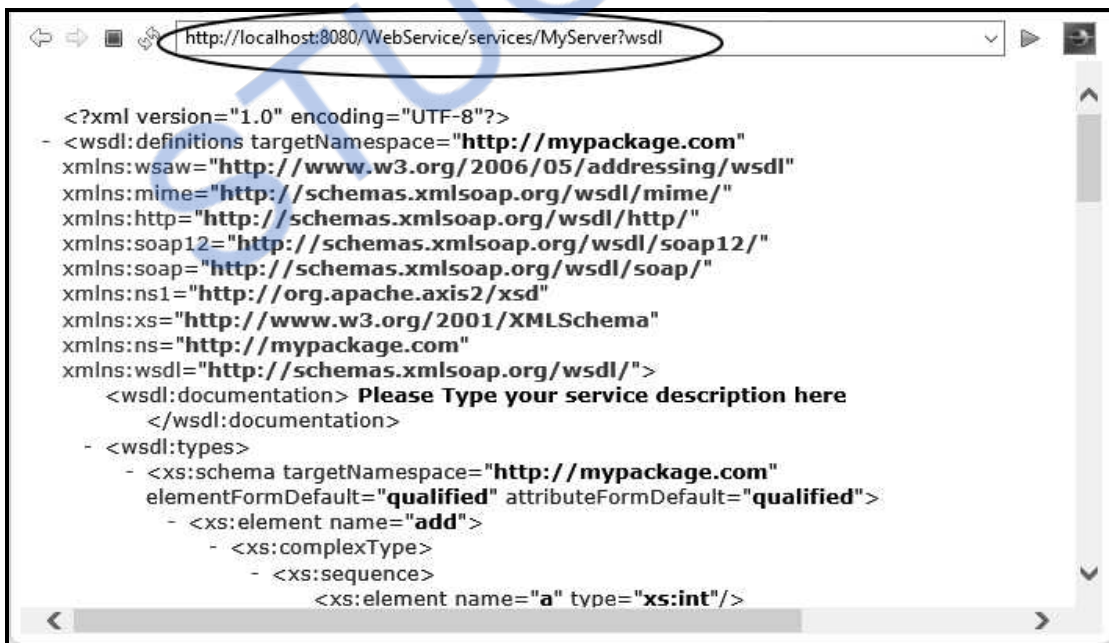 http://localhost:8080/WebService/services/MyServer?wsdl
<?xml version="1.0" encoding="UTF-8"?>
- <wsdl:definitions targetNamespace="http://mypackage.com"
xmlns:wsaw="http://www.w3.org/2006/05/addressing/wsdl"
xmlns:mime="http://schemas.xmlsoap.org/wsdl/mime/"
xmlns:http="http://schemas.xmlsoap.org/wsdl/http/"
xmlns:soap12="http://schemas.xmlsoap.org/wsdl/soap12/"
xmlns:soap="http://schemas.xmlsoap.org/wsdl/soap/"
xmlns:ns1="http://org.apache.axis2/xsd"
xmlns:xs="http://www.w3.org/2001/XMLSchema"
xmlns:ns="http://mypackage.com"
xmlns:wsdl="http://schemas.xmlsoap.org/wsdl/">
<wsdl:documentation> Please Type your service description here
</wsdl:documentation>
- <wsdl:types>
- <xs:schema targetNamespace="http://mypackage.com"
elementFormDefault="qualified" attributeFormDefault="qualified">
- <xs:element name="add">
- <xs:complexType>
- <xs:sequence>
<xs:element name="a" type="xs:int"/>